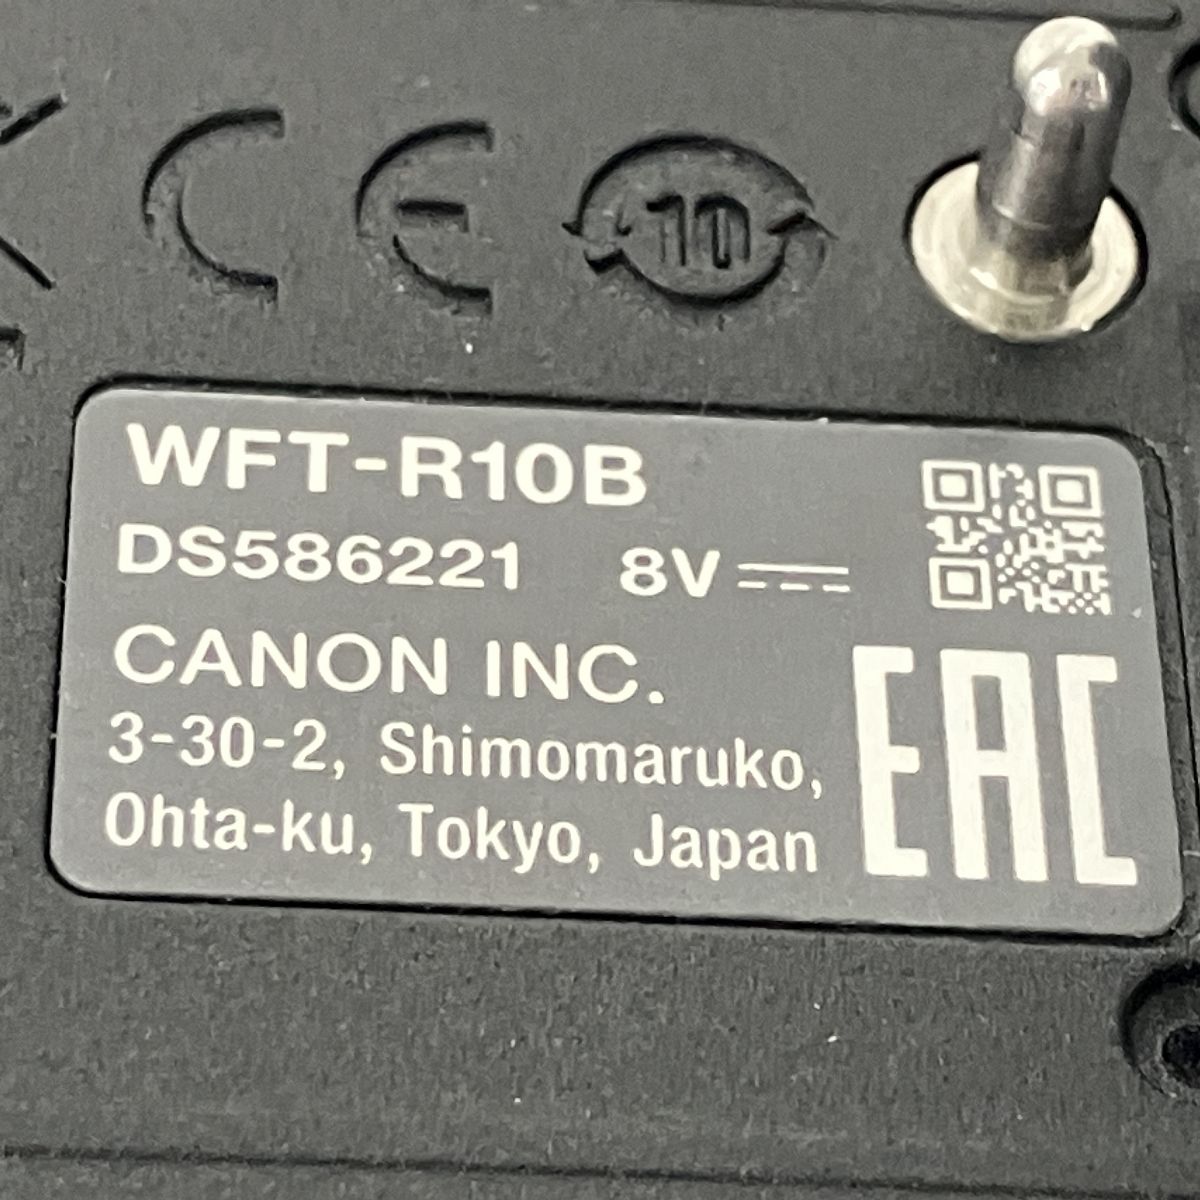 CE
10
WFT-R10B
DS586221 8V⎓
CANON INC.
3-30-2, Shimomaruko,
Ohta-ku, Tokyo, Japan
EAC